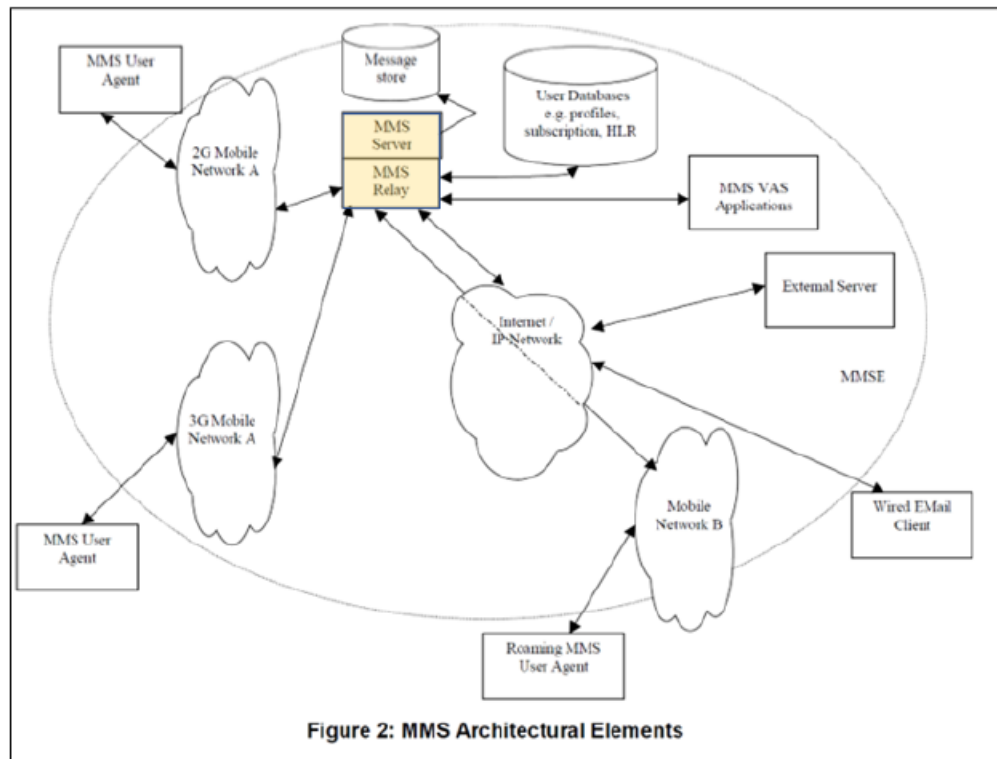 MMS User
Agent
Message
store
User Databases
e.g. profiles,
subscription, HLR
MMS
Server
MMS
Relay
2G Mobile
Network A
MMS VAS
Applications
External Server
Internet /
IP Network
MMSE
3G Mobile
Network A
MMS User
Agent
Mobile
Network B
Wired EMail
Client
Roaming MMS
User Agent
Figure 2: MMS Architectural Elements